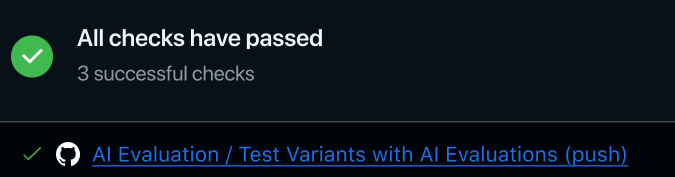 All checks have passed
3 successful checks
AI Evaluation / Test Variants with AI Evaluations (push)